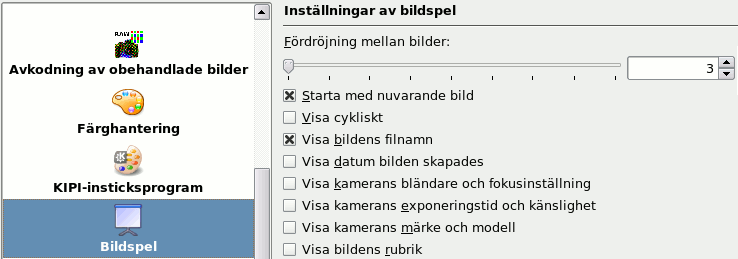 RAW
Avkodning av obehandlade bilder
Färghantering
KIPI-insticksprogram
Bildspel
Inställningar av bildspel
Fördröjning mellan bilder:
3
Starta med nuvarande bild
Visa cykliskt
Visa bildens filnamn
Visa datum bilden skapades
Visa kamerans bländare och fokusinställning
Visa kamerans exponeringstid och känslighet
Visa kamerans märke och modell
Visa bildens rubrik